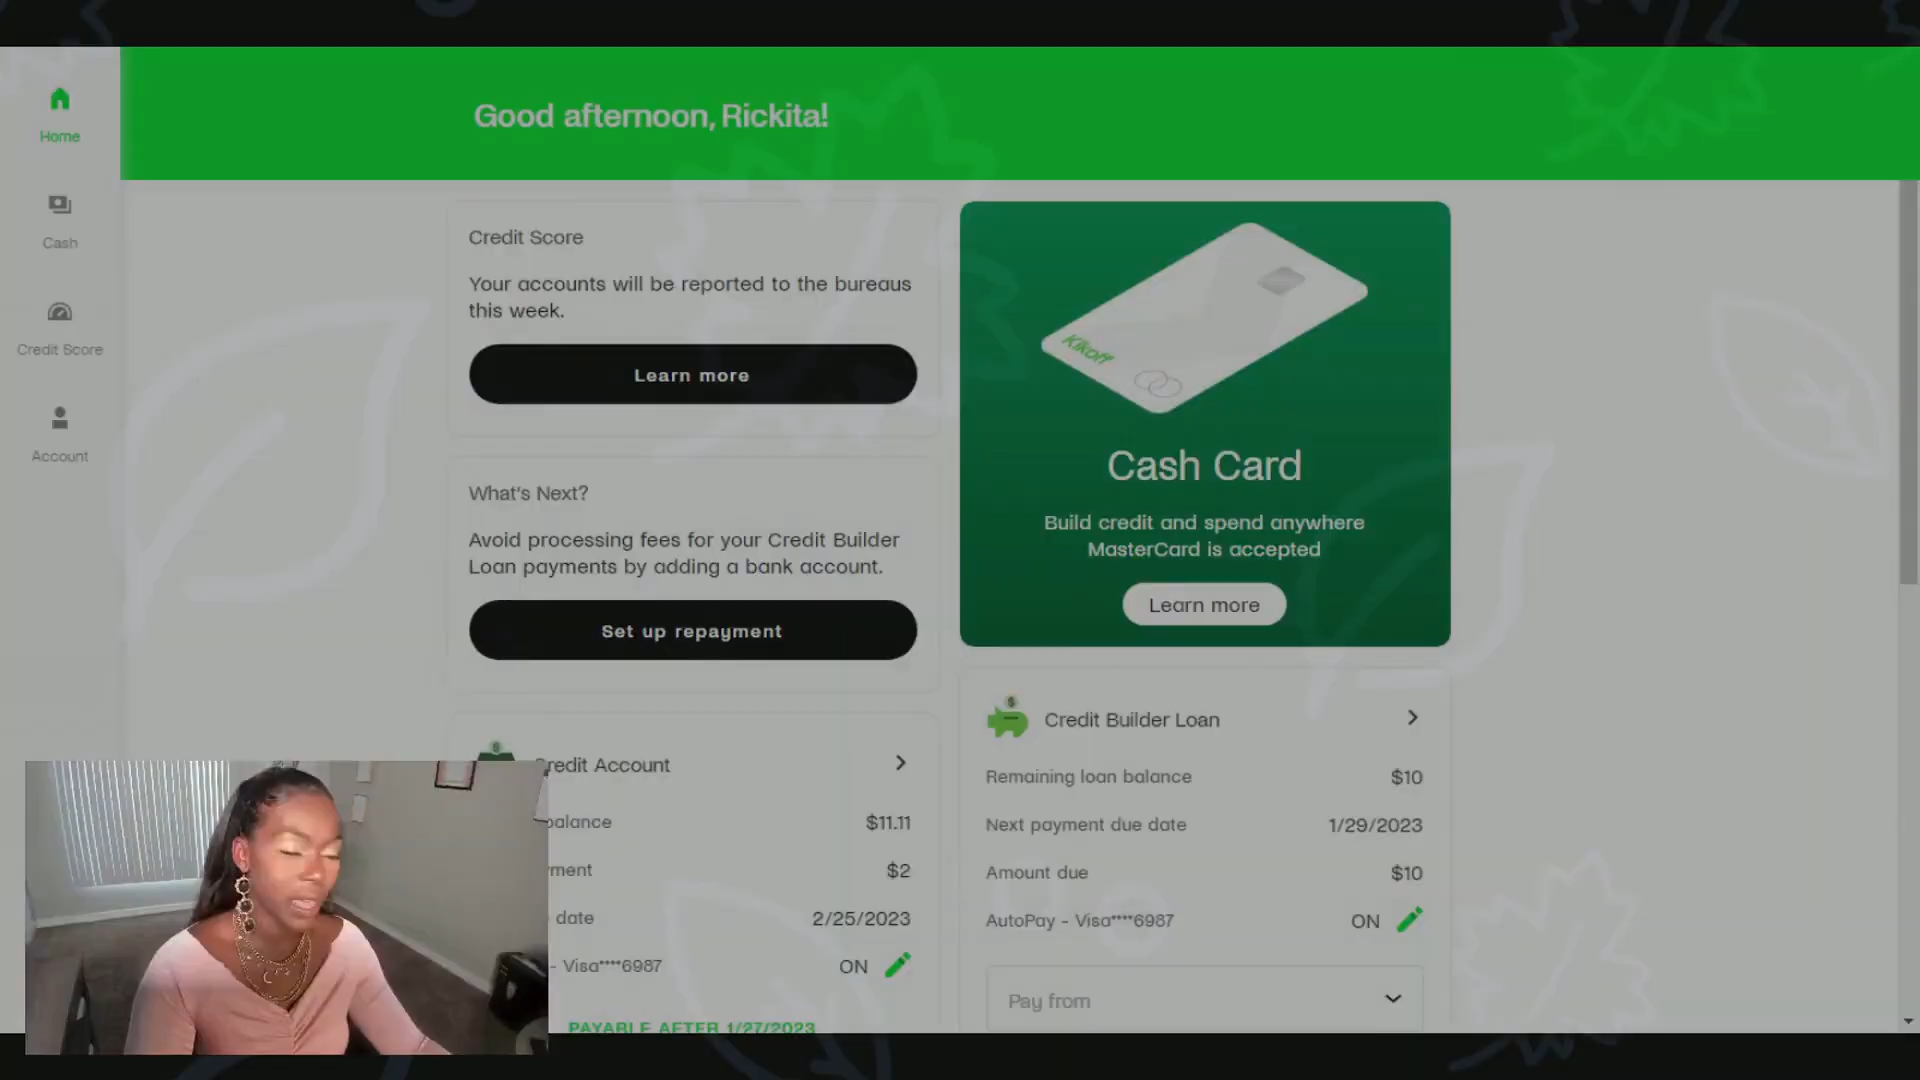 Good afternoon, Rickita!
Home
Cash
Credit Score
Account
Credit Score
Your accounts will be reported to the bureaus
this week.
Learn more
What's Next?
Avoid processing fees for your Credit Builder
Loan payments by adding a bank account.
Set up repayment
redit Account
balance $11.11
ment $2
date 2/25/2023
- Visa****6987 ON
PAYABLE AFTER 1/27/2023
Kikoff
Cash Card
Build credit and spend anywhere
MasterCard is accepted
Learn more
Credit Builder Loan
Remaining loan balance $10
Next payment due date 1/29/2023
Amount due $10
AutoPay - Visa****6987 ON
Pay from